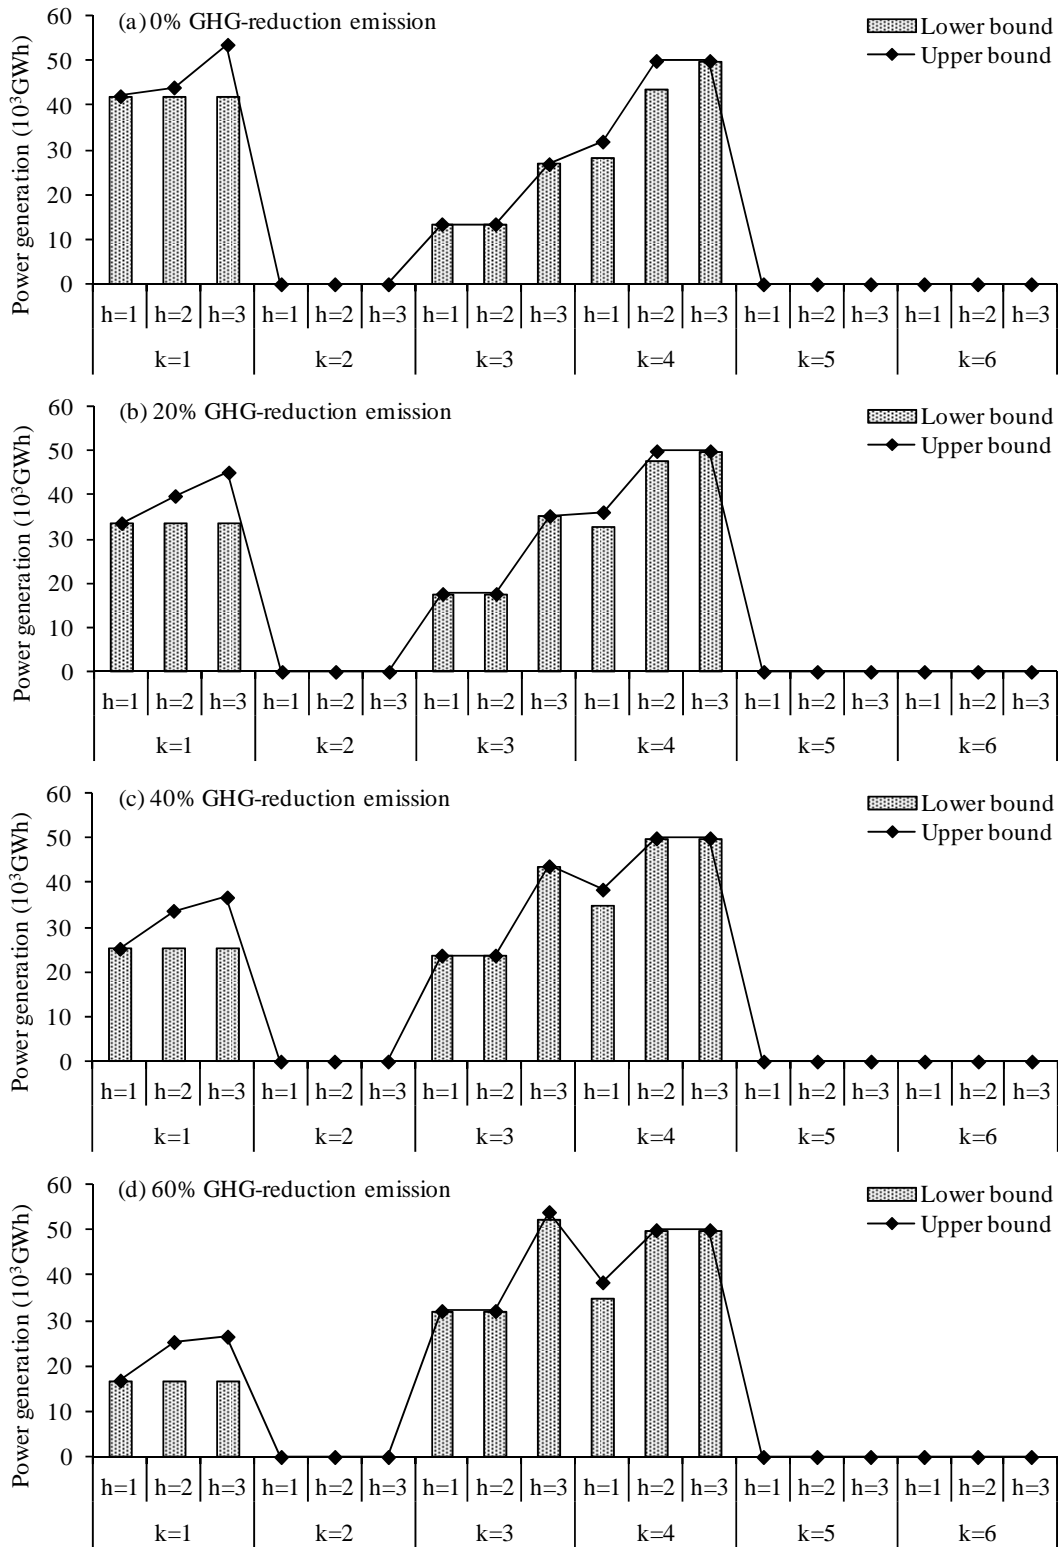 (a) 0% GHG-reduction emission
Lower bound
Upper bound
Power generation (10³GWh)
60
50
40
30
20
10
0
h=1 h=2 h=3 h=1 h=2 h=3 h=1 h=2 h=3 h=1 h=2 h=3 h=1 h=2 h=3 h=1 h=2 h=3
k=1 k=2 k=3 k=4 k=5 k=6
(b) 20% GHG-reduction emission
Lower bound
Upper bound
Power generation (10³GWh)
60
50
40
30
20
10
0
h=1 h=2 h=3 h=1 h=2 h=3 h=1 h=2 h=3 h=1 h=2 h=3 h=1 h=2 h=3 h=1 h=2 h=3
k=1 k=2 k=3 k=4 k=5 k=6
(c) 40% GHG-reduction emission
Lower bound
Upper bound
Power generation (10³GWh)
60
50
40
30
20
10
0
h=1 h=2 h=3 h=1 h=2 h=3 h=1 h=2 h=3 h=1 h=2 h=3 h=1 h=2 h=3 h=1 h=2 h=3
k=1 k=2 k=3 k=4 k=5 k=6
(d) 60% GHG-reduction emission
Lower bound
Upper bound
Power generation (10³GWh)
60
50
40
30
20
10
0
h=1 h=2 h=3 h=1 h=2 h=3 h=1 h=2 h=3 h=1 h=2 h=3 h=1 h=2 h=3 h=1 h=2 h=3
k=1 k=2 k=3 k=4 k=5 k=6